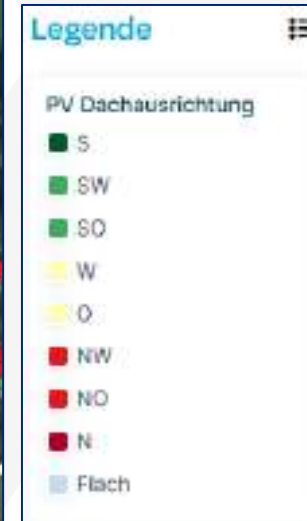 Legende
PV Dachausrichtung
S
SW
SO
W
O
NW
NO
N
Flach